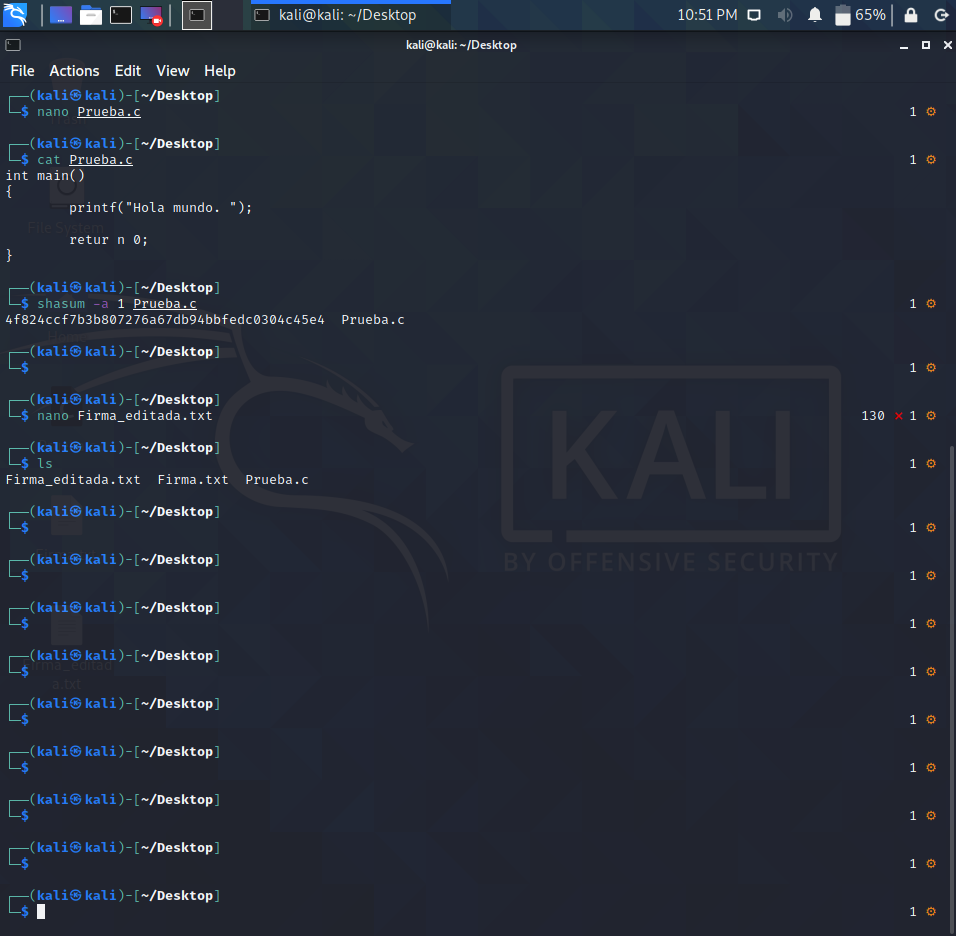 kali@kali: ~/Desktop
10:51 PM
65%
kali@kali: ~/Desktop
File Actions Edit View Help
┌──(kali㉿kali)-[~/Desktop]
└─$ nano Prueba.c 1 ⚙
┌──(kali㉿kali)-[~/Desktop]
└─$ cat Prueba.c 1 ⚙
int main()
{
printf("Hola mundo. ");
retur n 0;
}
┌──(kali㉿kali)-[~/Desktop]
└─$ shasum -a 1 Prueba.c 1 ⚙
4f824ccf7b3b807276a67db94bbfedc0304c45e4  Prueba.c
┌──(kali㉿kali)-[~/Desktop]
└─$ 1 ⚙
┌──(kali㉿kali)-[~/Desktop]
└─$ nano Firma_editada.txt 130 ⨯ 1 ⚙
┌──(kali㉿kali)-[~/Desktop]
└─$ ls 1 ⚙
Firma_editada.txt  Firma.txt  Prueba.c
┌──(kali㉿kali)-[~/Desktop]
└─$ 1 ⚙
┌──(kali㉿kali)-[~/Desktop]
└─$ 1 ⚙
┌──(kali㉿kali)-[~/Desktop]
└─$ 1 ⚙
┌──(kali㉿kali)-[~/Desktop]
└─$ 1 ⚙
┌──(kali㉿kali)-[~/Desktop]
└─$ 1 ⚙
┌──(kali㉿kali)-[~/Desktop]
└─$ 1 ⚙
┌──(kali㉿kali)-[~/Desktop]
└─$ 1 ⚙
┌──(kali㉿kali)-[~/Desktop]
└─$ 1 ⚙
┌──(kali㉿kali)-[~/Desktop]
└─$ 1 ⚙
File System
KALI
BY OFFENSIVE SECURITY
Firma_editad
a.txt